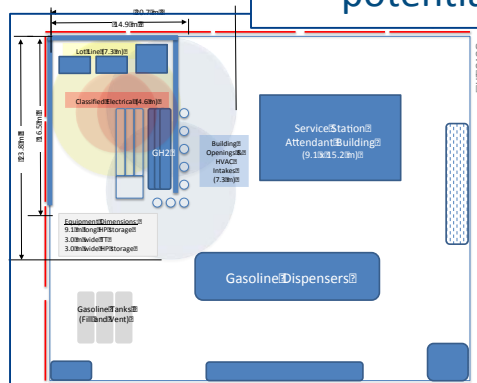 potentia
14.9 m
16.5 m
23.8 m
Lot Line (7.3 m)
Classified Electrical (4.6 m)
GH2
Building
Openings
HVAC
Intakes
(7.3 m)
Service Station
Attendant Building
(9.1 15.2 m)
Equipment Dimensions:
9.1 m long HP storage
3.0 m wide TT
3.0 m wide HP storage
Gasoline Dispensers
Gasoline Tanks
(Fill and Vent)